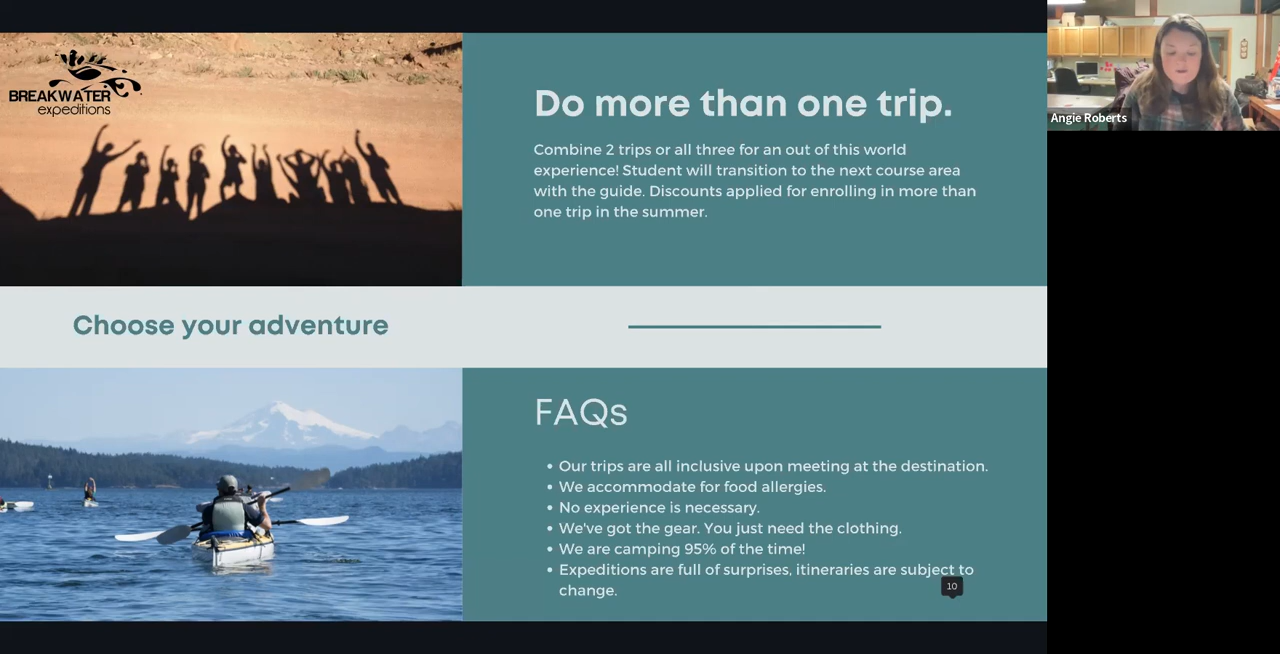 BREAKWATER
expeditions
Do more than one trip.
Combine 2 trips or all three for an out of this world
experience! Student will transition to the next course area
with the guide. Discounts applied for enrolling in more than
one trip in the summer.
Angie Roberts
Choose your adventure
FAQs
• Our trips are all inclusive upon meeting at the destination.
• We accommodate for food allergies.
• No experience is necessary.
• We've got the gear. You just need the clothing.
• We are camping 95% of the time!
• Expeditions are full of surprises, itineraries are subject to
change.
10